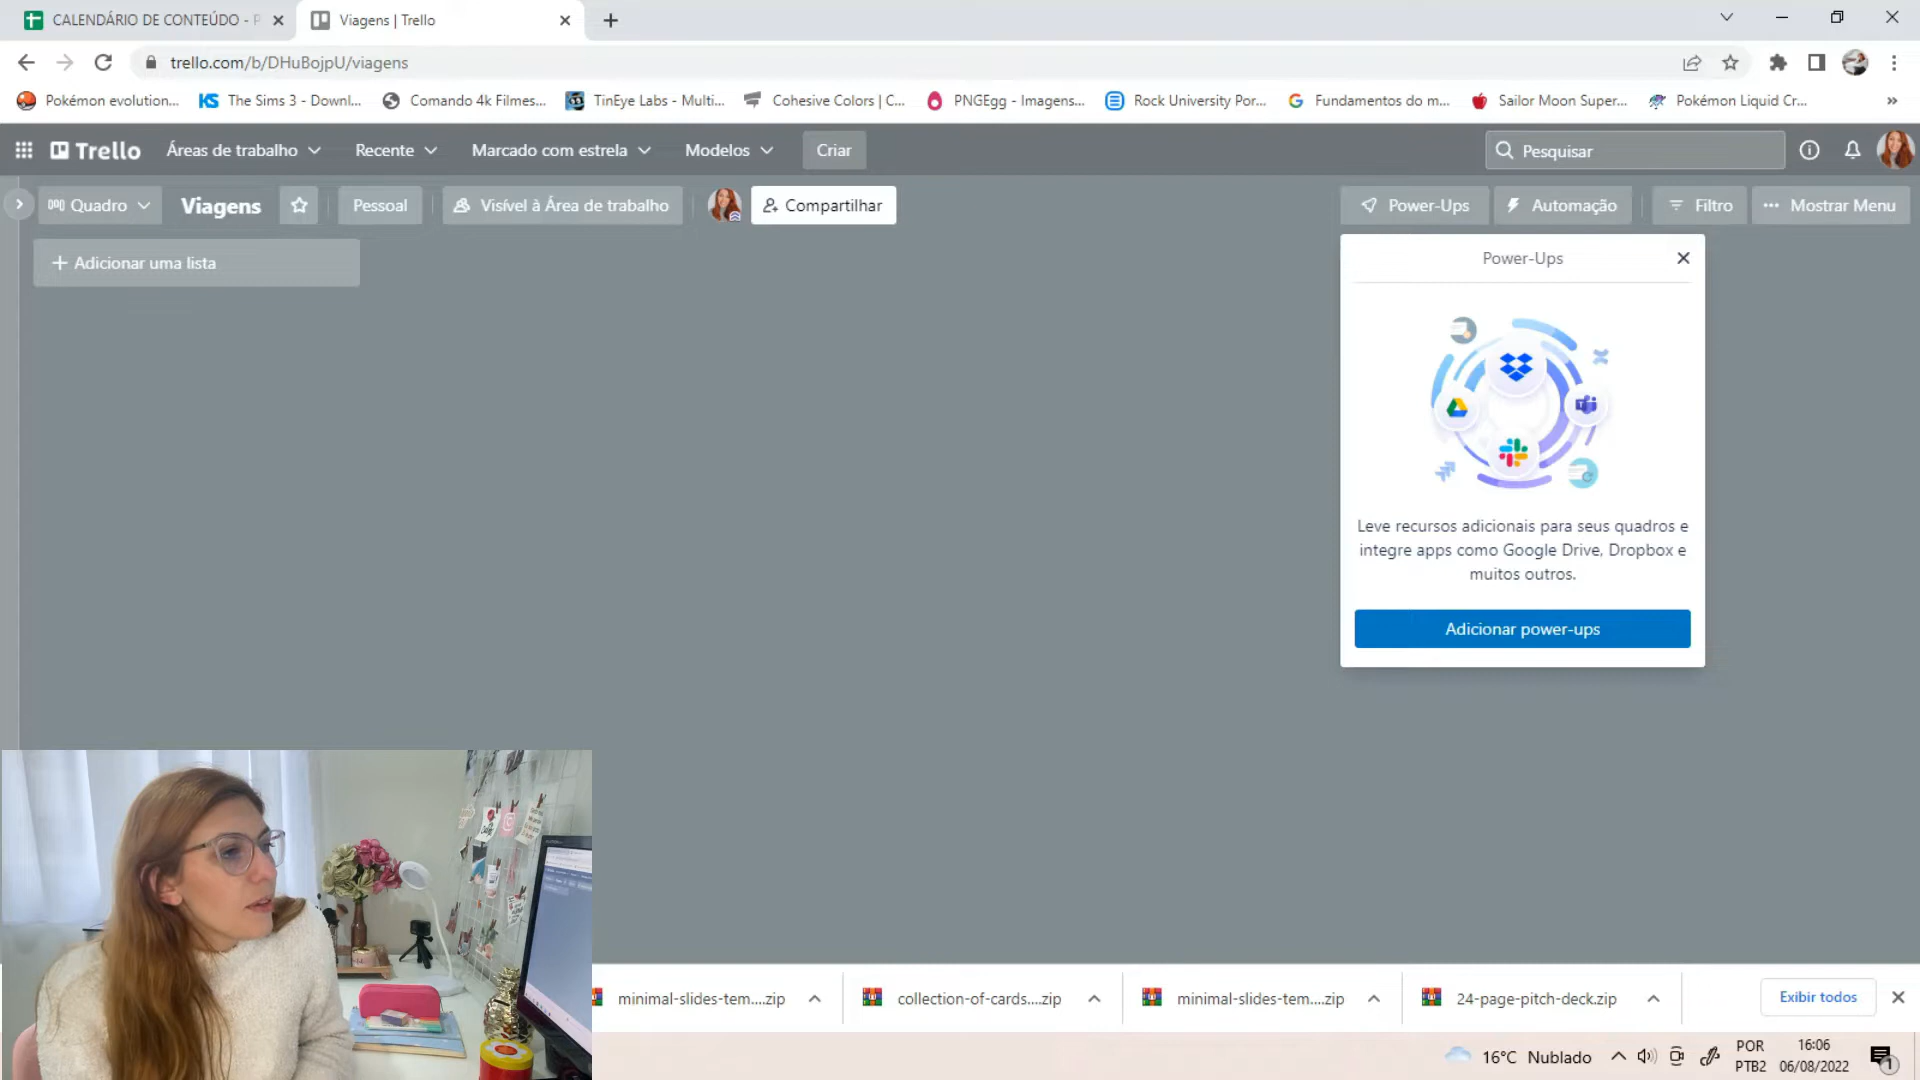 CALENDÁRIO DE CONTEÚDO - P
Viagens | Trello
trello.com/b/DHuBojpU/viagens
Pokémon evolution...
The Sims 3 - Downl...
Comando 4k Filmes...
TinEye Labs - Multi...
Cohesive Colors | C...
PNGEgg - Imagens...
Rock University Por...
Fundamentos do m...
Sailor Moon Super...
Pokémon Liquid Cr...
Trello
Áreas de trabalho
Recente
Marcado com estrela
Modelos
Criar
Pesquisar
Quadro
Viagens
Pessoal
Visível à Área de trabalho
Compartilhar
Power-Ups
Automação
Filtro
Mostrar Menu
+ Adicionar uma lista
Power-Ups
Leve recursos adicionais para seus quadros e
integre apps como Google Drive, Dropbox e
muitos outros.
Adicionar power-ups
minimal-slides-tem....zip
collection-of-cards....zip
minimal-slides-tem....zip
24-page-pitch-deck.zip
Exibir todos
16°C Nublado
POR
PTB2
16:06
06/08/2022
1